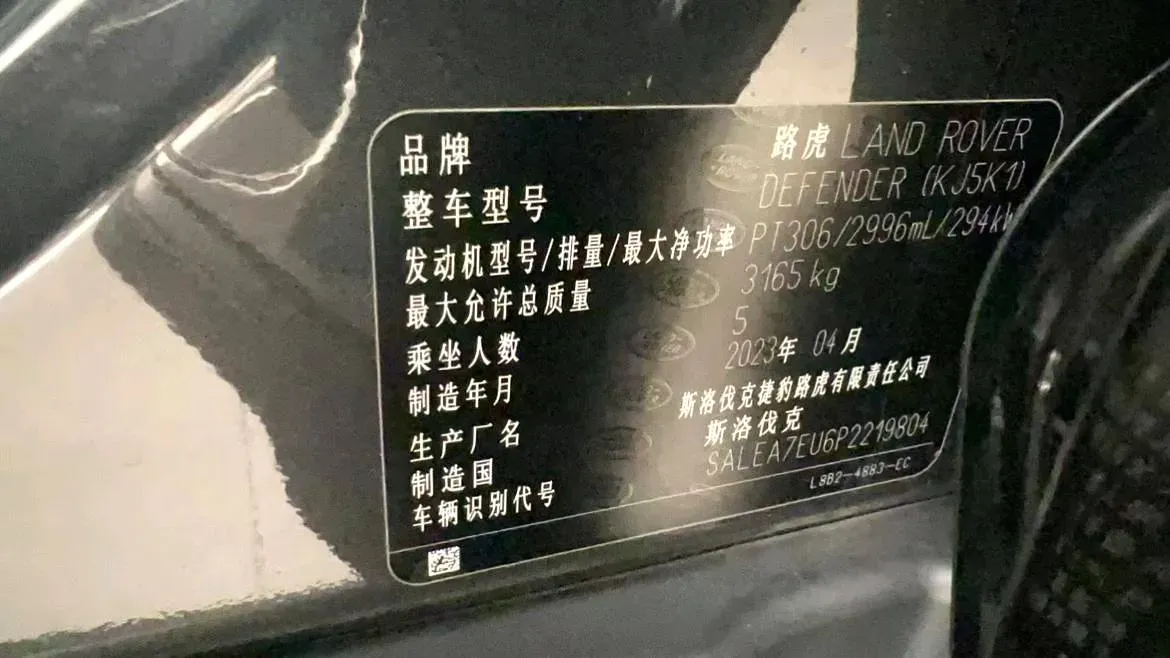 品牌 路虎 LAND ROVER
整车型号 DEFENDER (KJ5K1)
发动机型号/排量/最大净功率 PT306/2996mL/294kW
最大允许总质量 3165 kg
乘坐人数 5
制造年月 2023年 04月
生产厂名 斯洛伐克捷豹路虎有限责任公司
制造国 斯洛伐克
车辆识别代号 SALEA7EU6P2219804
L8B2-4883-EC